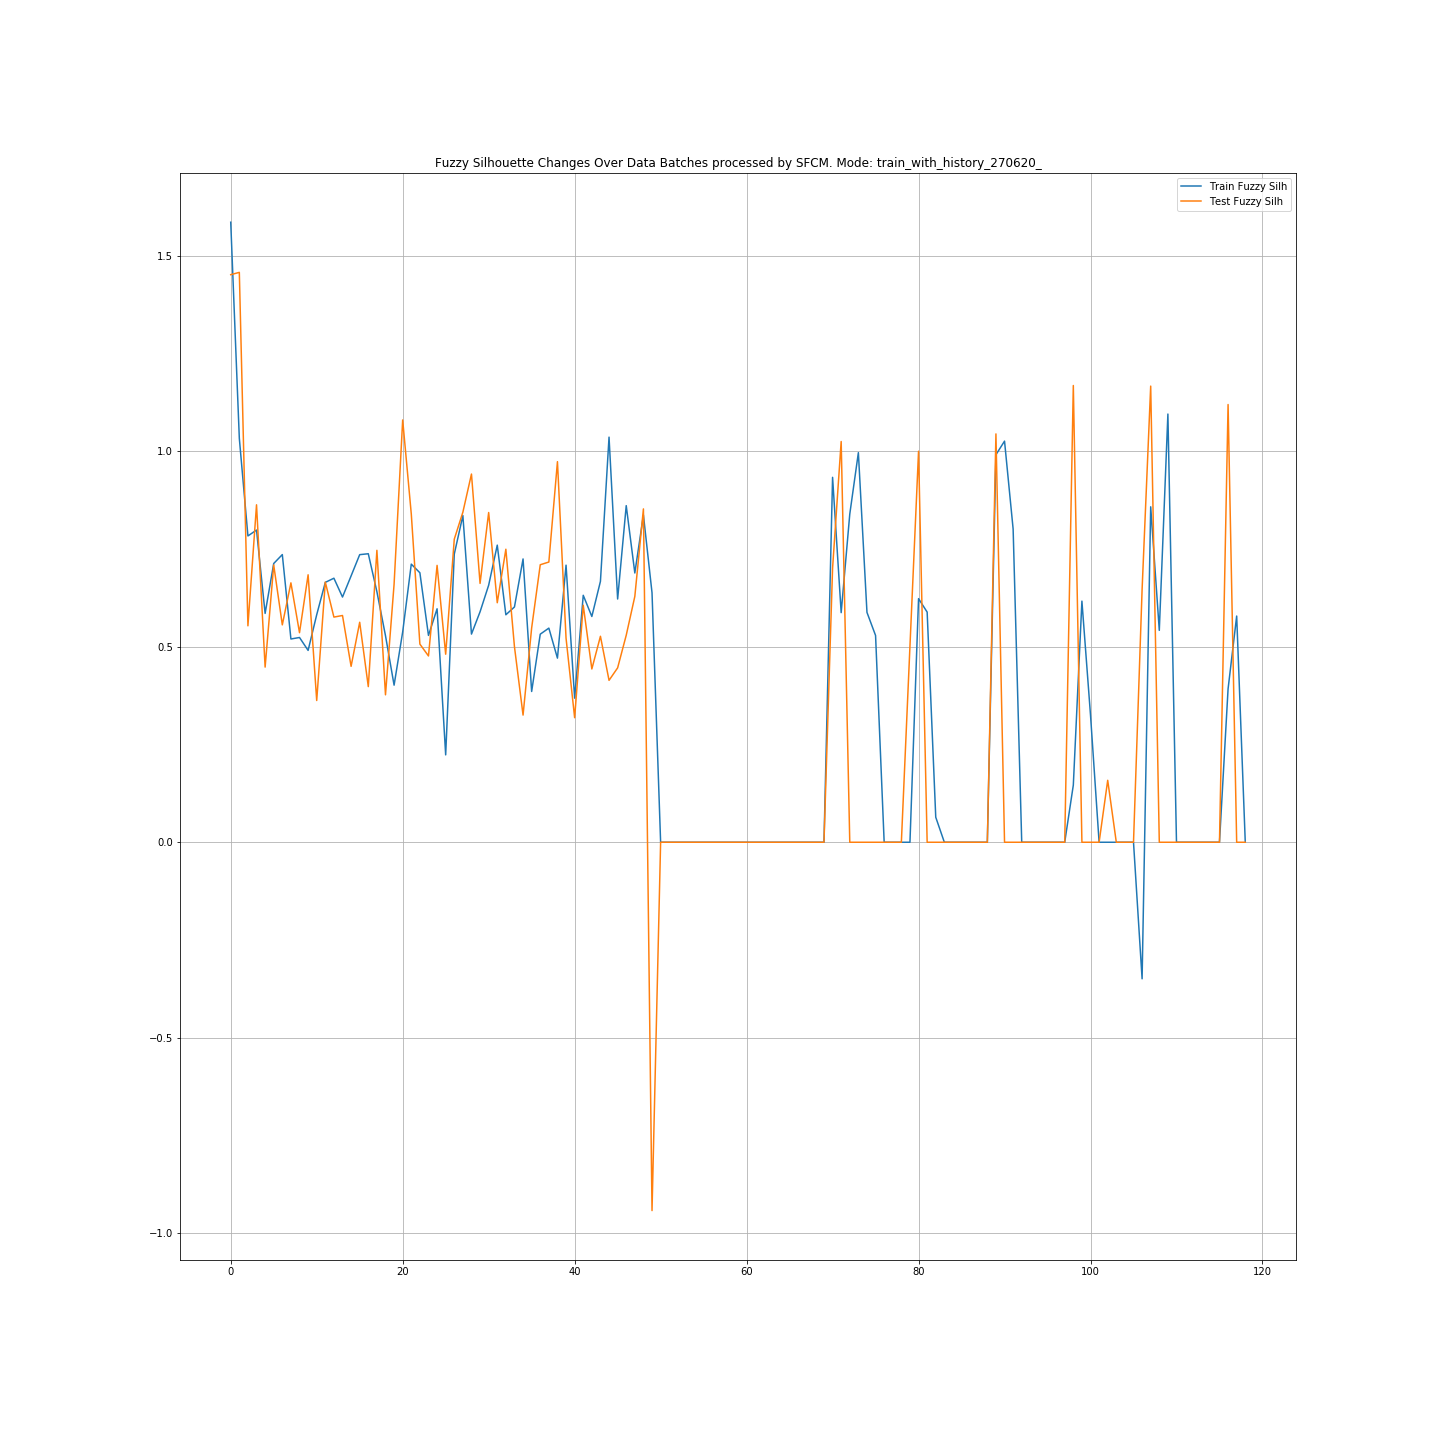 Fuzzy Silhouette Changes Over Data Batches processed by SFCM. Mode: train_with_history_270620_
Train Fuzzy Silh
Test Fuzzy Silh
1.5
1.0
0.5
0.0
−0.5
−1.0
0 20 40 60 80 100 120